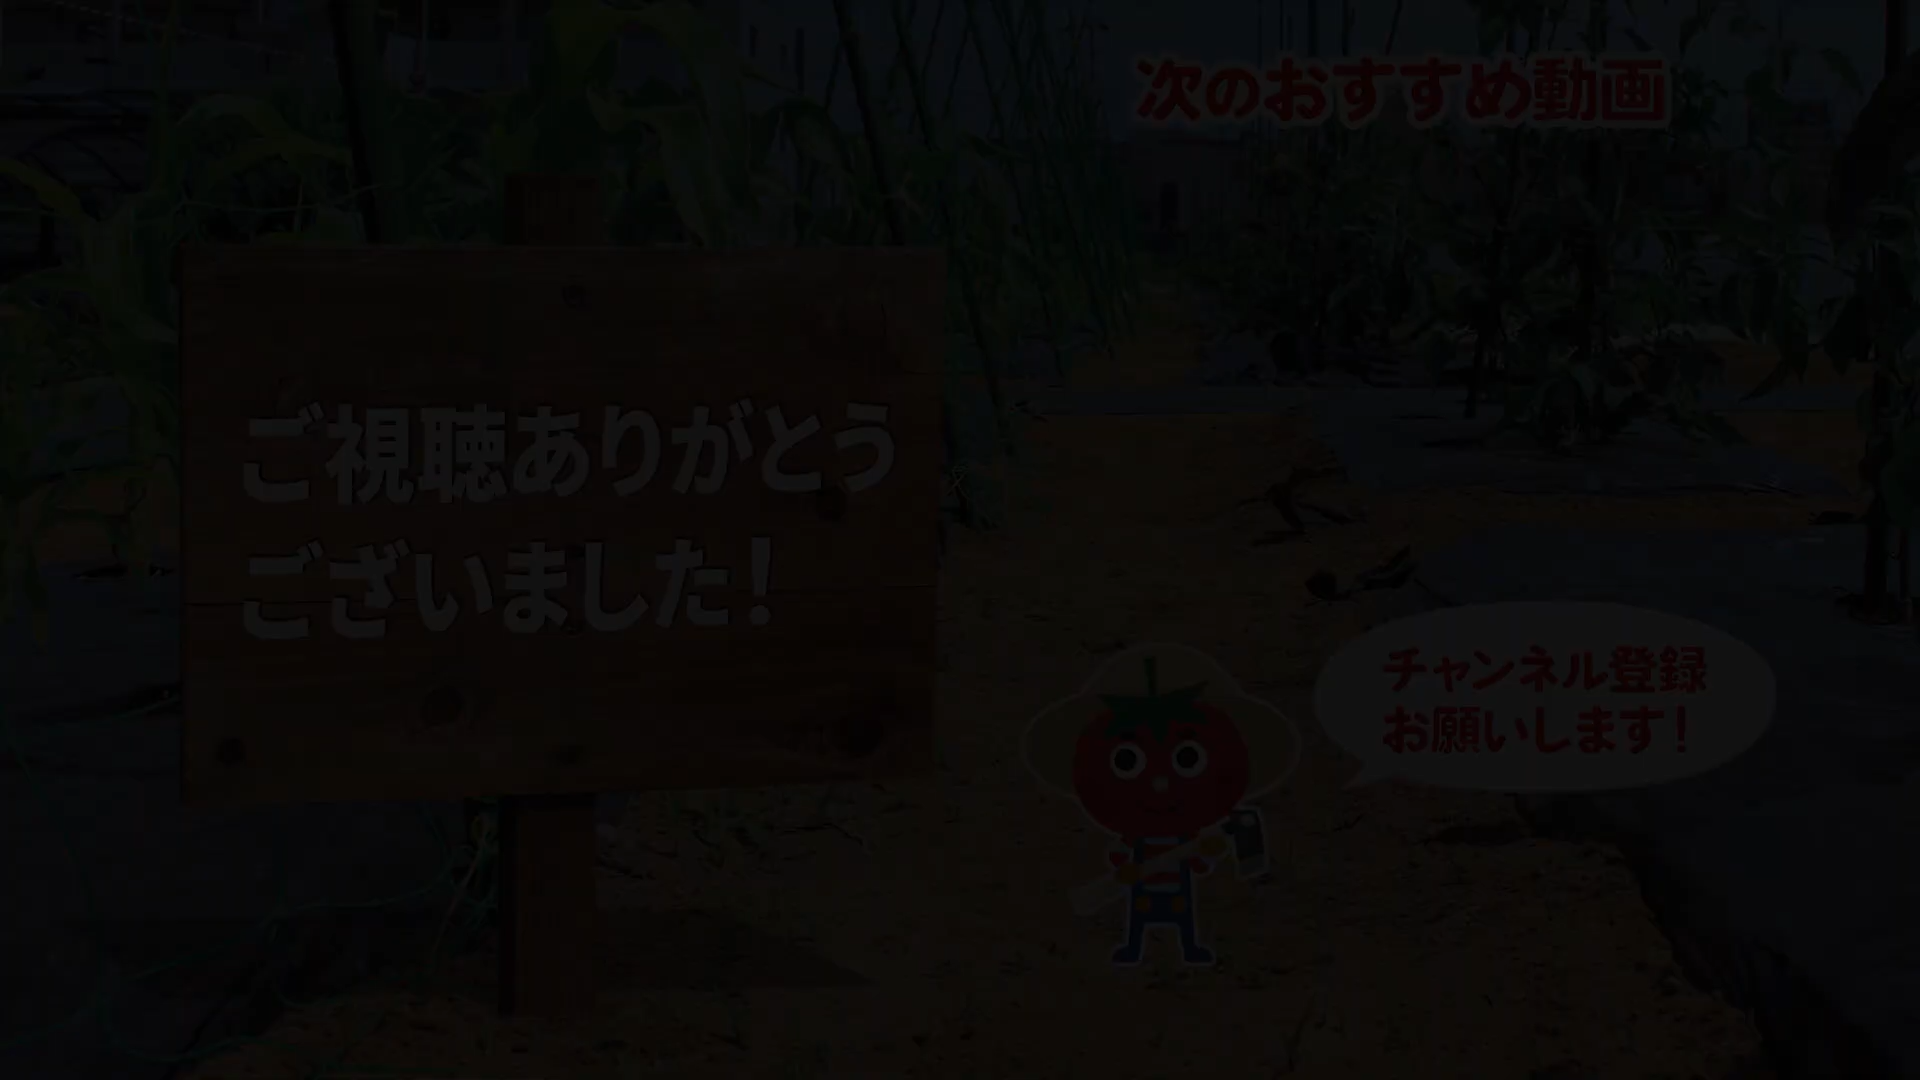 次のおすすめ動画
ご視聴ありがとう
ございました!
チャンネル登録
お願いします!